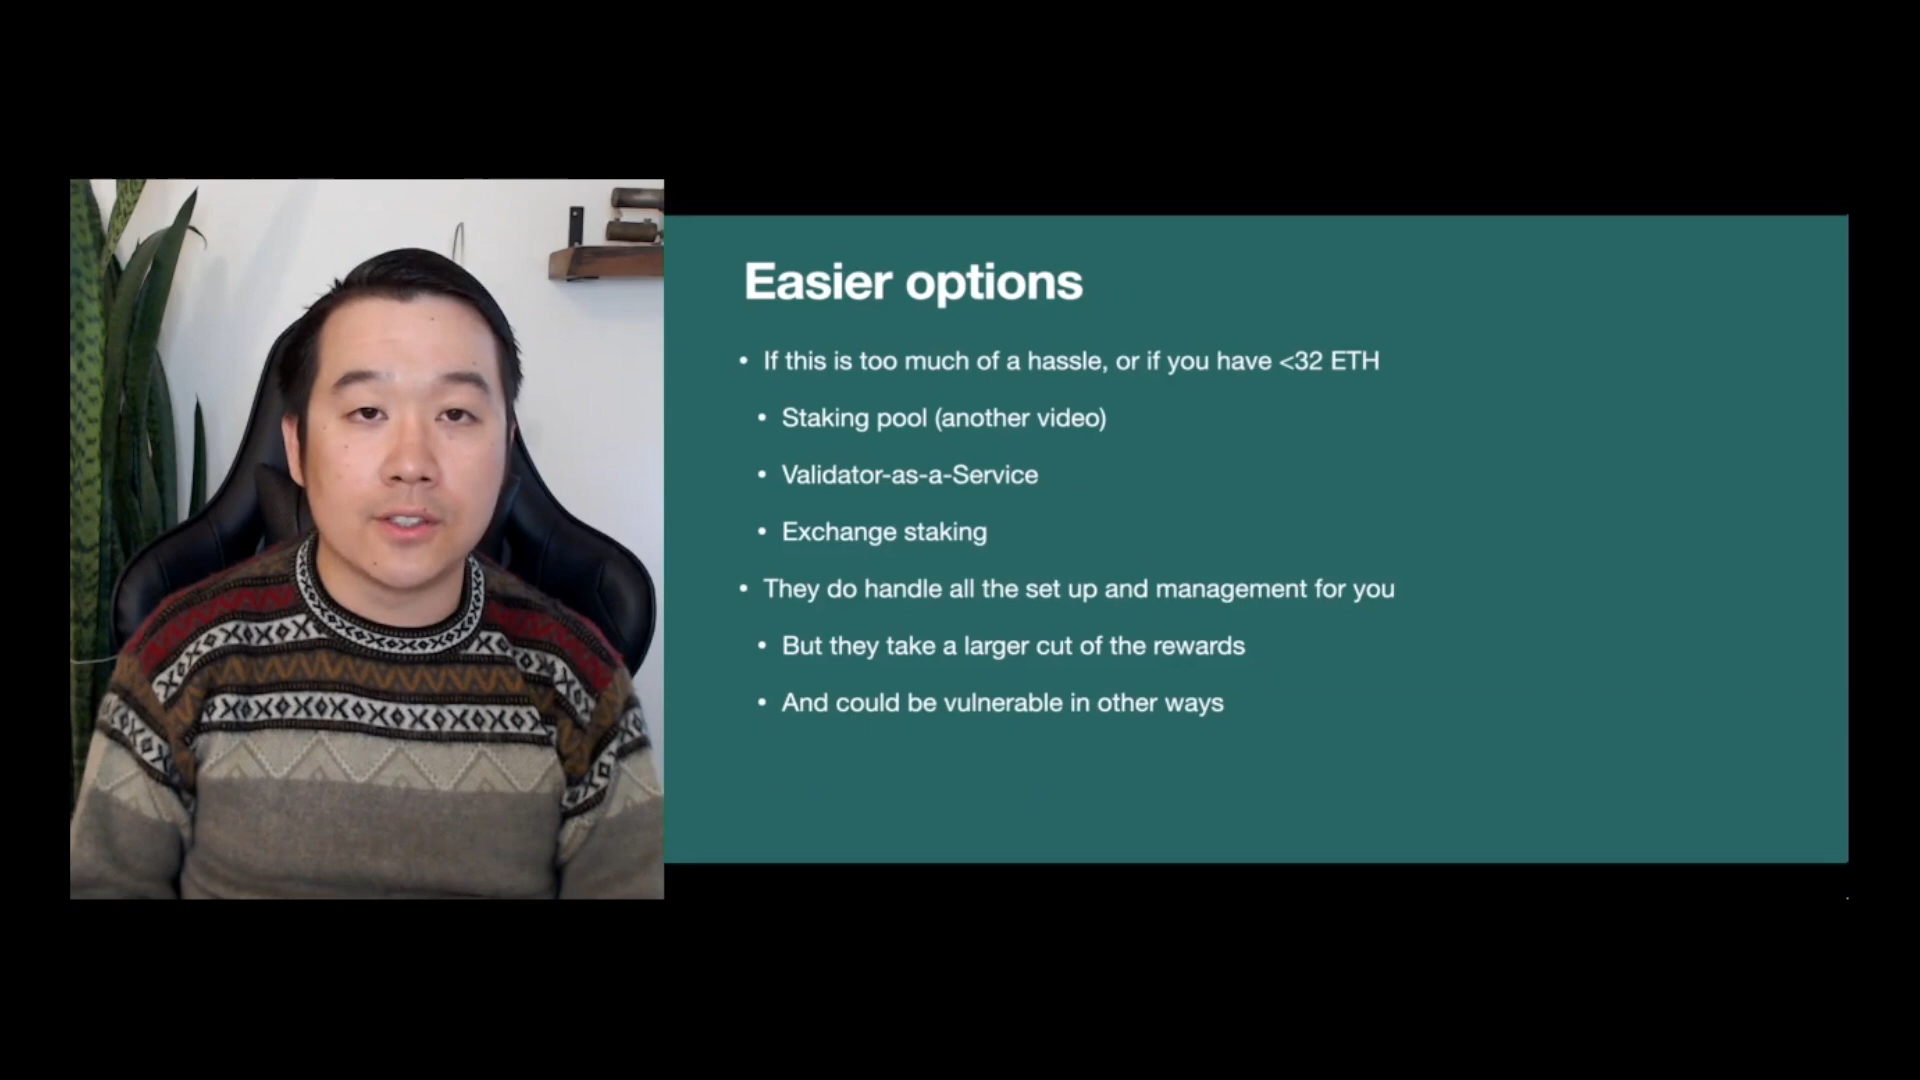 Easier options
• If this is too much of a hassle, or if you have <32 ETH
• Staking pool (another video)
• Validator-as-a-Service
• Exchange staking
• They do handle all the set up and management for you
• But they take a larger cut of the rewards
• And could be vulnerable in other ways